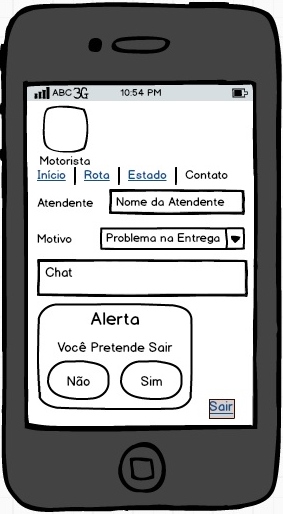 ABC 3G 10:54 PM
Motorista
Início Rota Estado Contato
Atendente Nome da Atendente
Motivo Problema na Entrega
Chat
Alerta
Você Pretende Sair
Não Sim
Sair